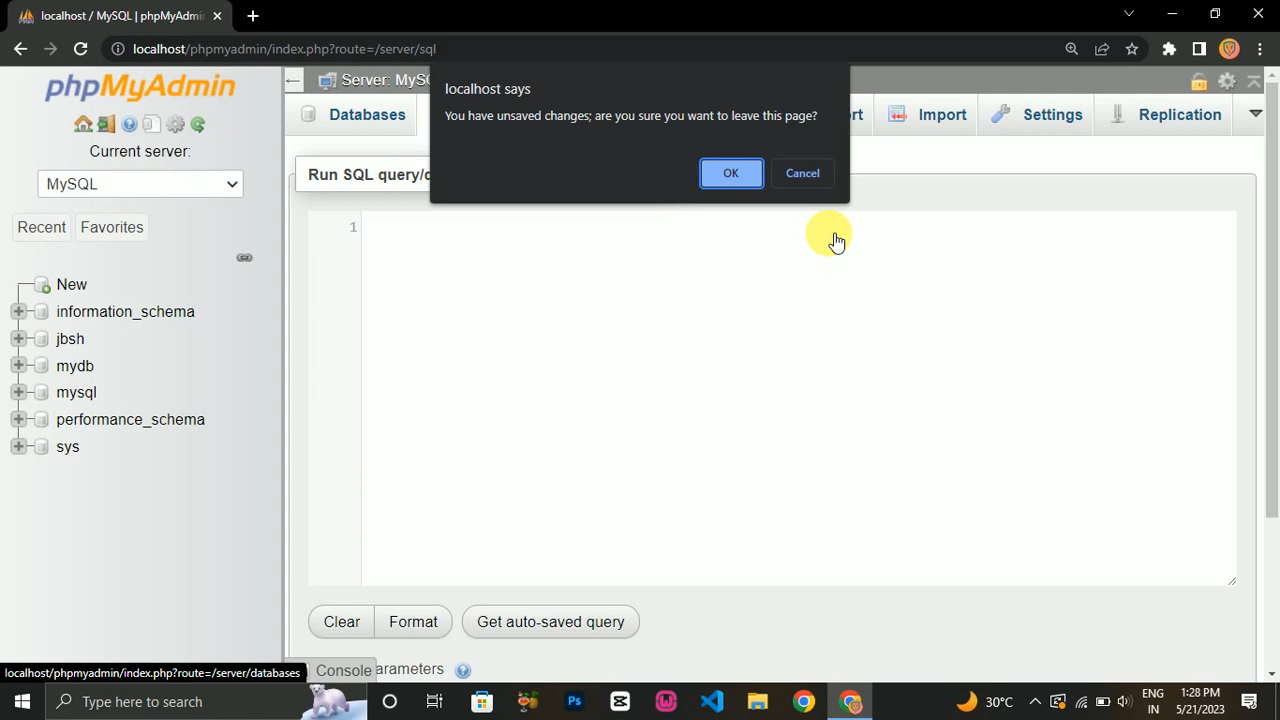 localhost / MySQL | phpMyAdmin
localhost/phpmyadmin/index.php?route=/server/sql
phpMyAdmin
Current server:
MySQL
Recent
Favorites
New
information_schema
jbsh
mydb
mysql
performance_schema
sys
Server: MyS
Databases
Import
Settings
Replication
localhost says
You have unsaved changes; are you sure you want to leave this page?
OK
Cancel
Run SQL query/
1
Clear
Format
Get auto-saved query
Console
arameters
localhost/phpmyadmin/index.php?route=/server/databases
Type here to search
Ps
30°C
ENG
IN
1:28 PM
5/21/2023